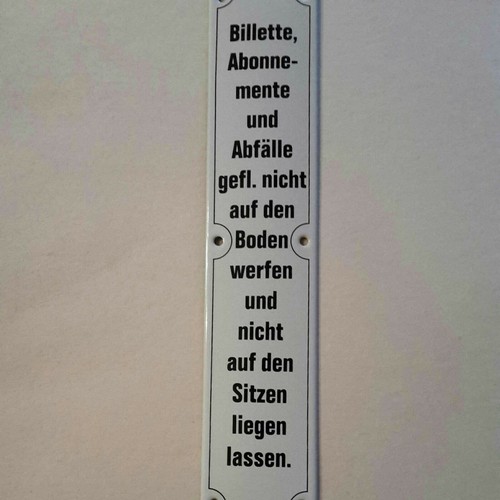 Billette,
Abonne-
mente
und
Abfälle
gefl. nicht
auf den
Boden
werfen
und
nicht
auf den
Sitzen
liegen
lassen.